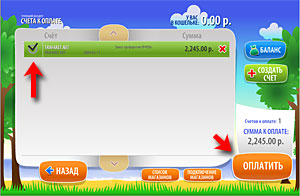 СЧЕТА К ОПЛАТЕ
У ВАС В КОШЕЛЬКЕ: 0.00 р.
Счёт Сумма
2,245.00 р.
БАЛАНС
СОЗДАТЬ СЧЕТ
Счетов к оплате: 1
СУММА К ОПЛАТЕ:
2,245.00 р.
НАЗАД
СПИСОК МАГАЗИНОВ
ПОДКЛЮЧЕНИЕ МАГАЗИНОВ
ОПЛАТИТЬ